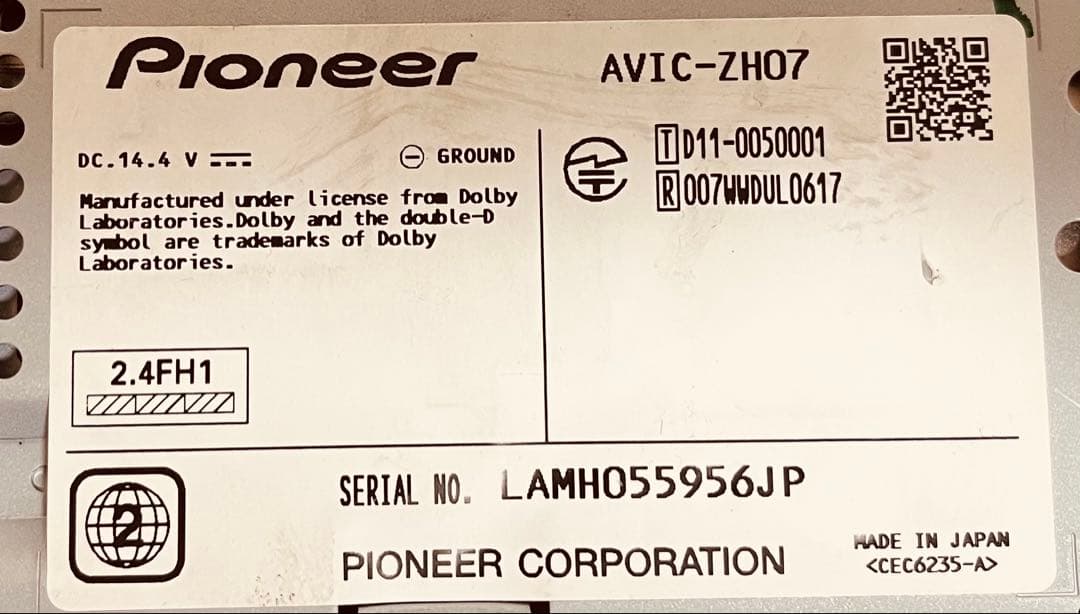 Pioneer
AVIC-ZH07
DC.14.4 V
GROUND
Manufactured under license from Dolby
Laboratories.Dolby and the double-D
symbol are trademarks of Dolby
Laboratories.
T D11-0050001
R 007WWDUL0617
2.4FH1
2
SERIAL NO. LAMH055956JP
PIONEER CORPORATION
MADE IN JAPAN
<CEC6235-A>